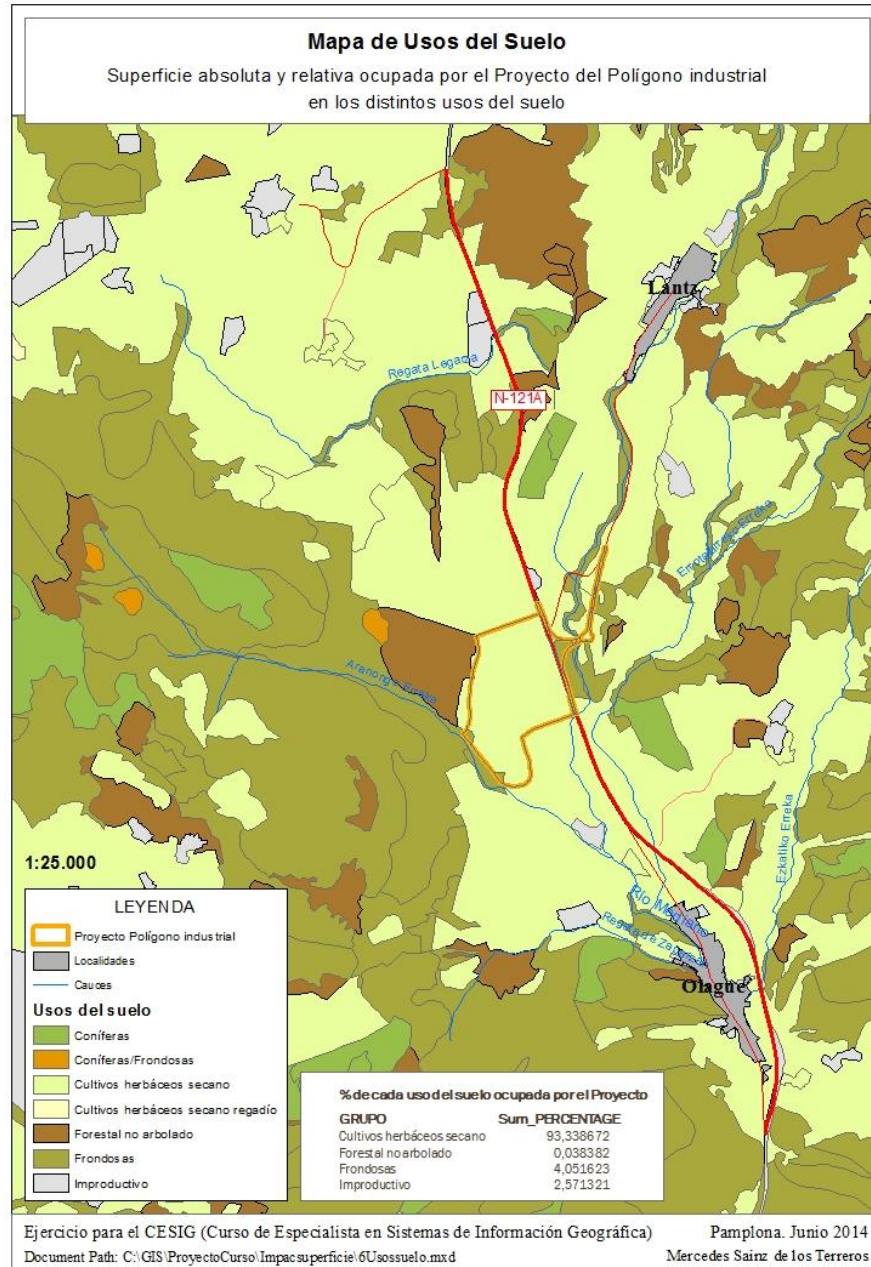 Mapa de Usos del Suelo
Superficie absoluta y relativa ocupada por el Proyecto del Polígono industrial
en los distintos usos del suelo
Lantz
Regata Legarza
N-121A
Erreka
Aranongo Erreka
Ezkatiko Erreka
1:25.000
Río Mediano
Regata de
Olagüe
LEYENDA
Proyecto Polígono industrial
Localidades
Cauces
Usos del suelo
Coníferas
Coníferas/Frondosas
Cultivos herbáceos secano
Cultivos herbáceos secano regadío
Forestal no arbolado
Frondosas
Improductivo
% de cada uso del suelo ocupada por el Proyecto
GRUPO Sum_PERCENTAGE
Cultivos herbáceos secano 93,338672
Forestal no arbolado 0,038382
Frondosas 4,051623
Improductivo 2,571321
Ejercicio para el CESIG (Curso de Especialista en Sistemas de Información Geográfica) Pamplona. Junio 2014
Document Path: C:\GIS\ProyectoCurso\Impacsuperficie\6Usossuelo.mxd Mercedes Sainz de los Terreros